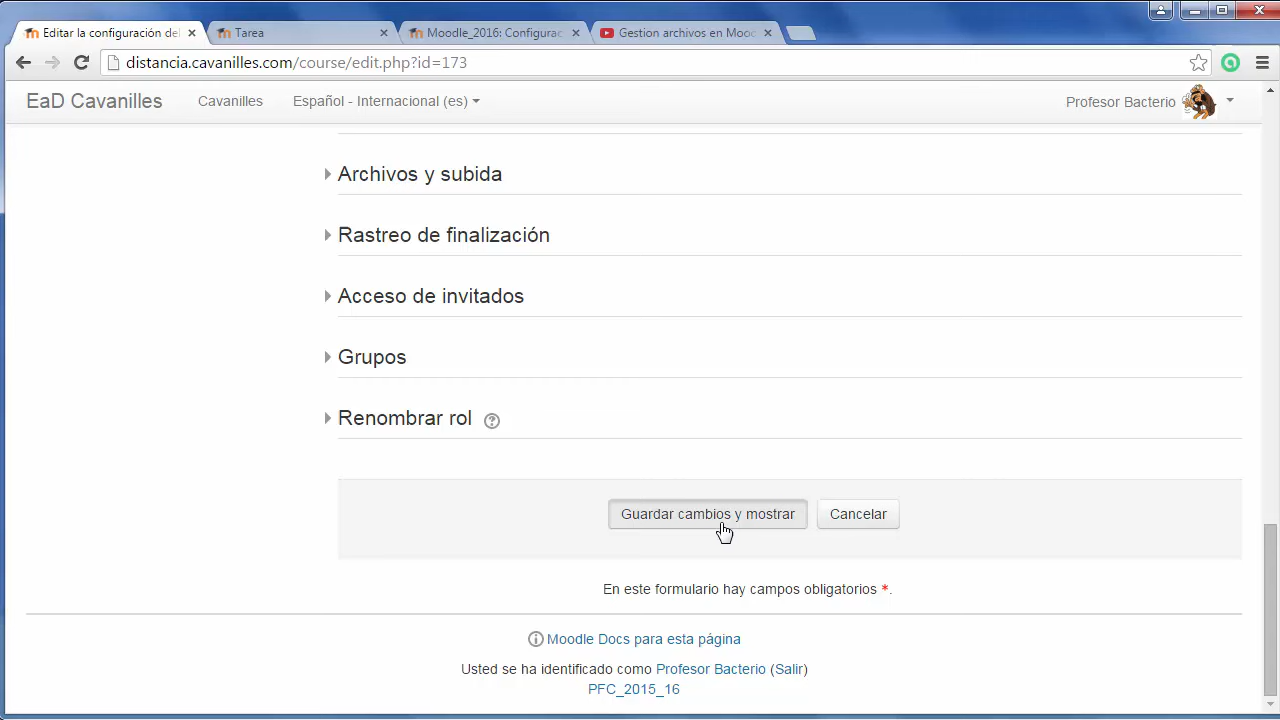 Editar la configuración del
Tarea
Moodle_2016: Configurac
Gestion archivos en Mooc
distancia.cavanilles.com/course/edit.php?id=173
EaD Cavanilles
Cavanilles
Español - Internacional (es)
Profesor Bacterio
Archivos y subida
Rastreo de finalización
Acceso de invitados
Grupos
Renombrar rol
Guardar cambios y mostrar
Cancelar
En este formulario hay campos obligatorios *.
Moodle Docs para esta página
Usted se ha identificado como Profesor Bacterio (Salir)
PFC_2015_16